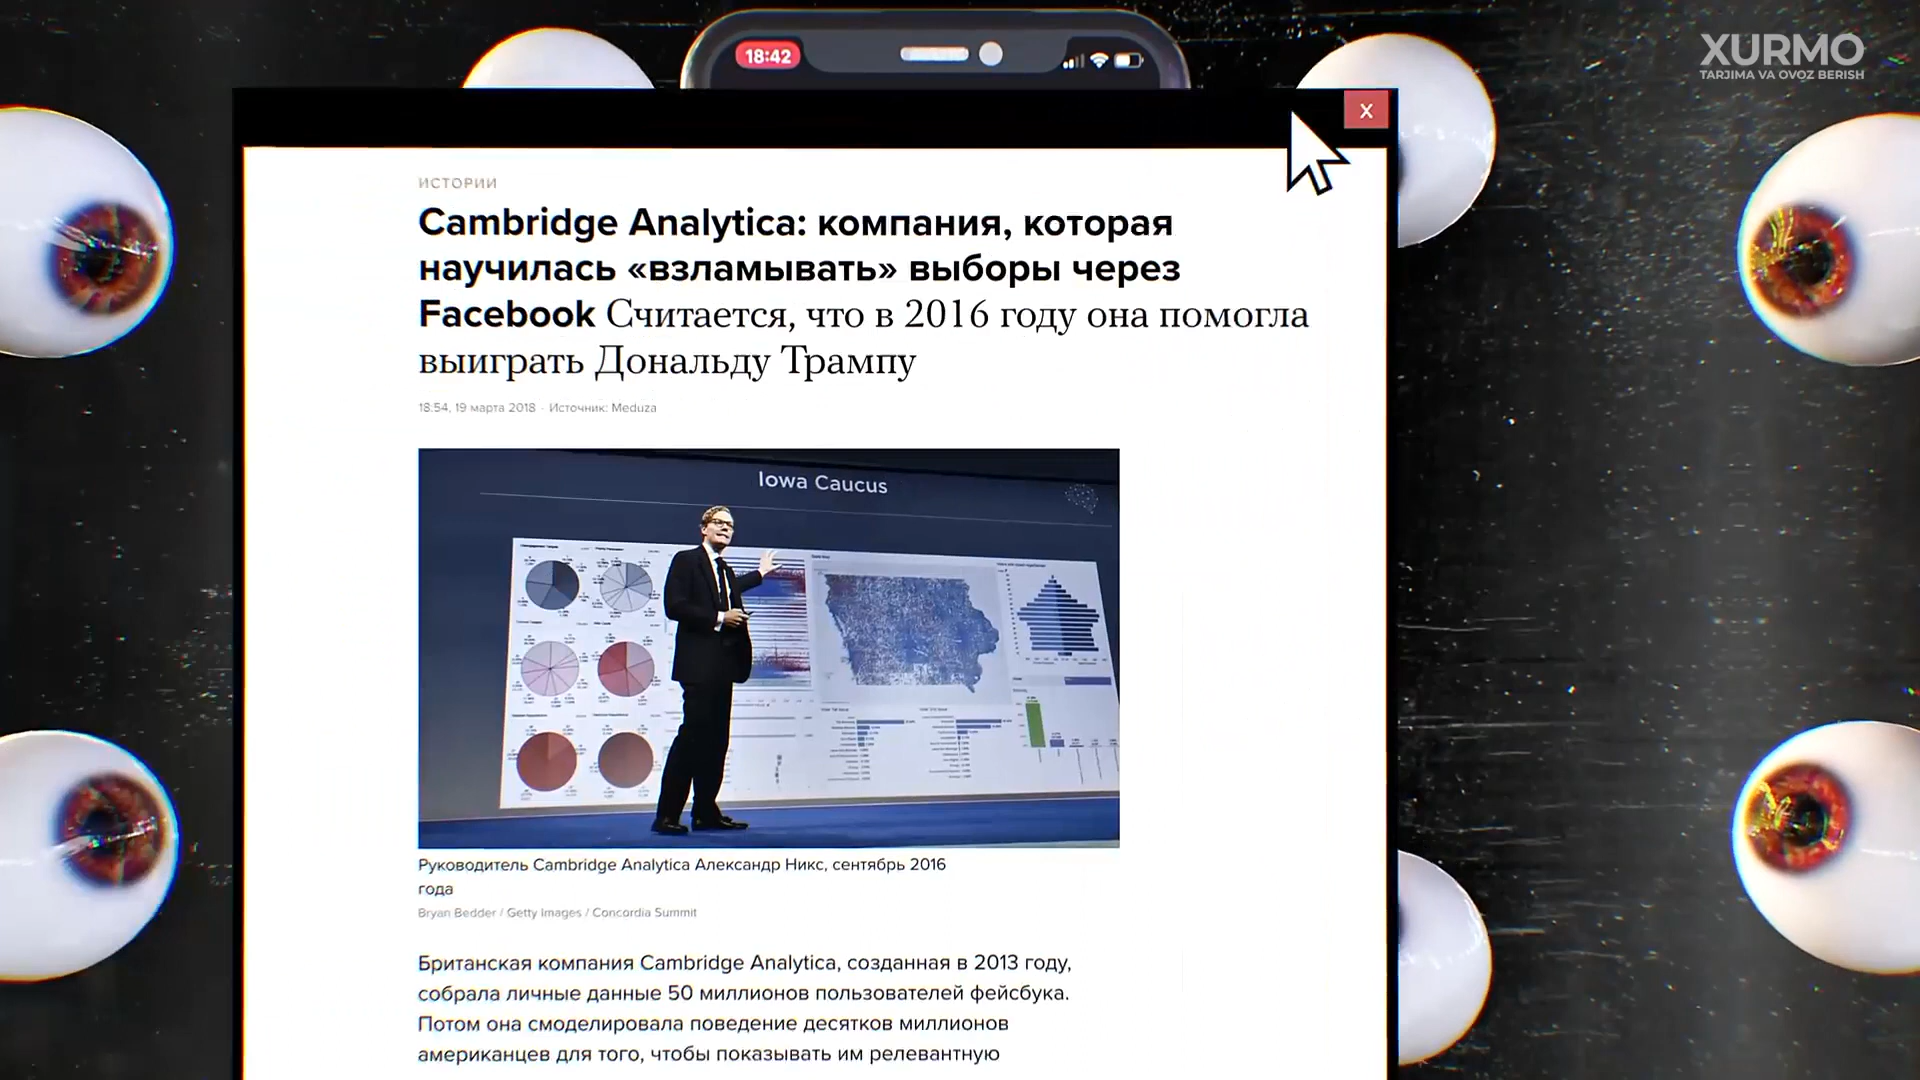 18:42
XURMO
TARJIMA VA OVOZ BERISH
X
ИСТОРИИ
Cambridge Analytica: компания, которая
научилась «взламывать» выборы через
Facebook Считается, что в 2016 году она помогла
выиграть Дональду Трампу
18:54, 19 марта 2018 · Источник: Meduza
Iowa Caucus
Руководитель Cambridge Analytica Александр Никс, сентябрь 2016
года
Bryan Bedder / Getty Images / Concordia Summit
Британская компания Cambridge Analytica, созданная в 2013 году,
собрала личные данные 50 миллионов пользователей фейсбука.
Потом она смоделировала поведение десятков миллионов
американцев для того, чтобы показывать им релевантную